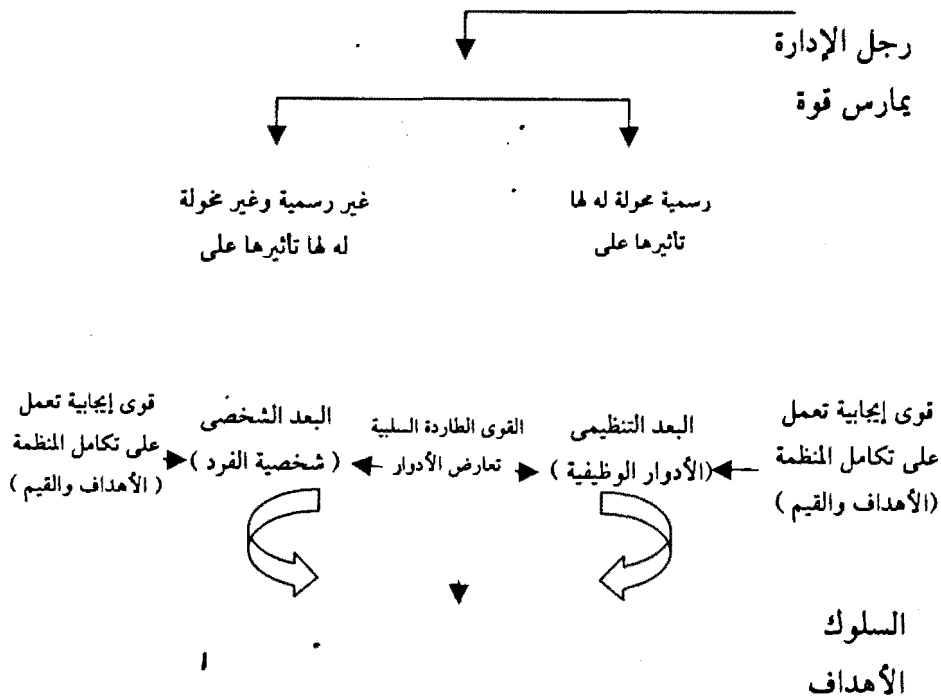 رجل الإدارة
يمارس قوة
رسمية محولة له لها
تأثيرها على
غير رسمية وغير مخولة
له لها تأثيرها على
قوى إيجابية تعمل
على تكامل المنظمة
(الأهداف والقيم )
البعد التنظيمى
(الأدوار الوظيفية )
القوى الطاردة السلبية
تعارض الأدوار
البعد الشخصى
( شخصية الفرد )
قوى إيجابية تعمل
على تكامل المنظمة
( الأهداف والقيم )
السلوك
الأهداف